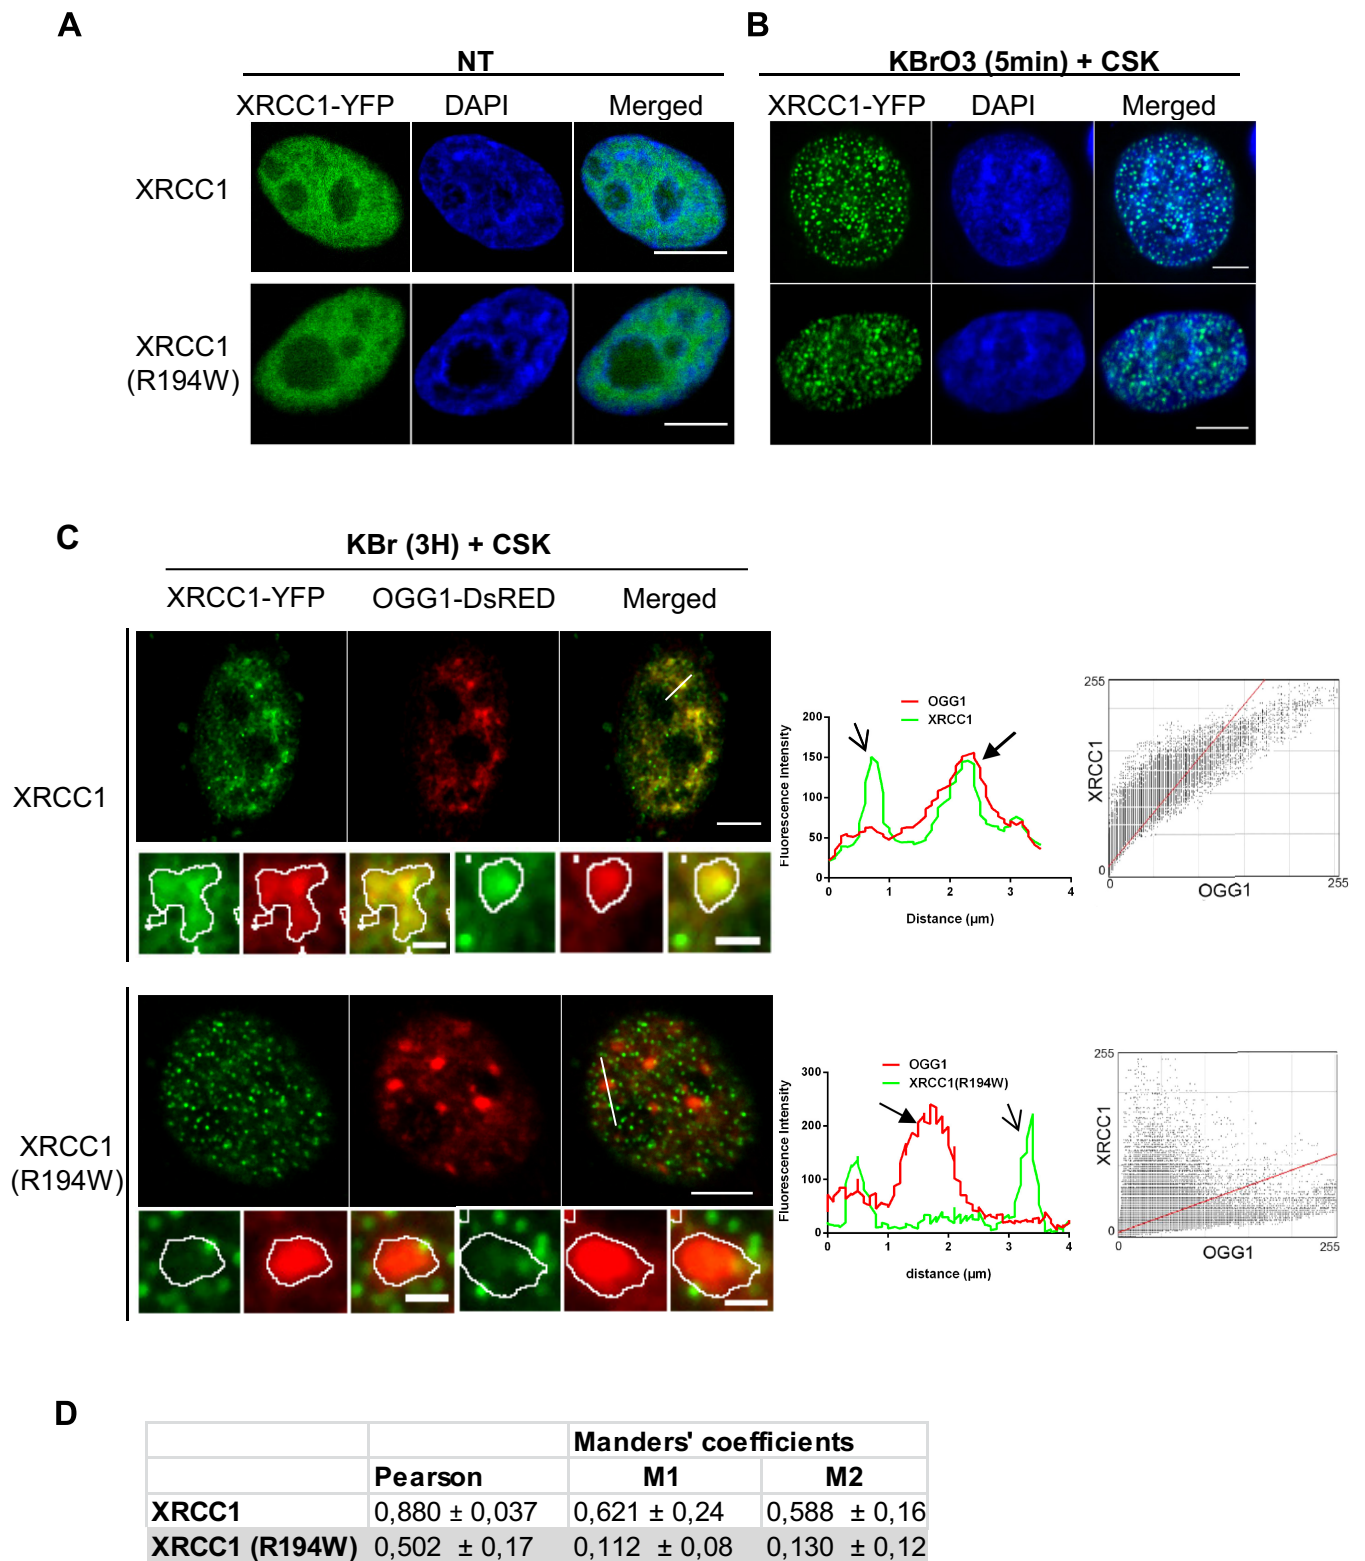 A
NT
XRCC1-YFP DAPI Merged
XRCC1
XRCC1
(R194W)
B
KBrO3 (5min) + CSK
XRCC1-YFP DAPI Merged
C
KBr (3H) + CSK
XRCC1-YFP OGG1-DsRED Merged
XRCC1
OGG1
XRCC1
200
150
100
50
0
0 1 2 3 4
Fluorescence Intensity
Distance (µm)
255
XRCC1
0
0 OGG1 255
XRCC1
(R194W)
OGG1
XRCC1(R194W)
300
200
100
0
0 1 2 3 4
Fluorescence Intensity
distance (µm)
255
XRCC1
0
0 OGG1 255
D
Manders' coefficients
Pearson M1 M2
XRCC1 0,880 ± 0,037 0,621 ± 0,24 0,588 ± 0,16
XRCC1 (R194W) 0,502 ± 0,17 0,112 ± 0,08 0,130 ± 0,12